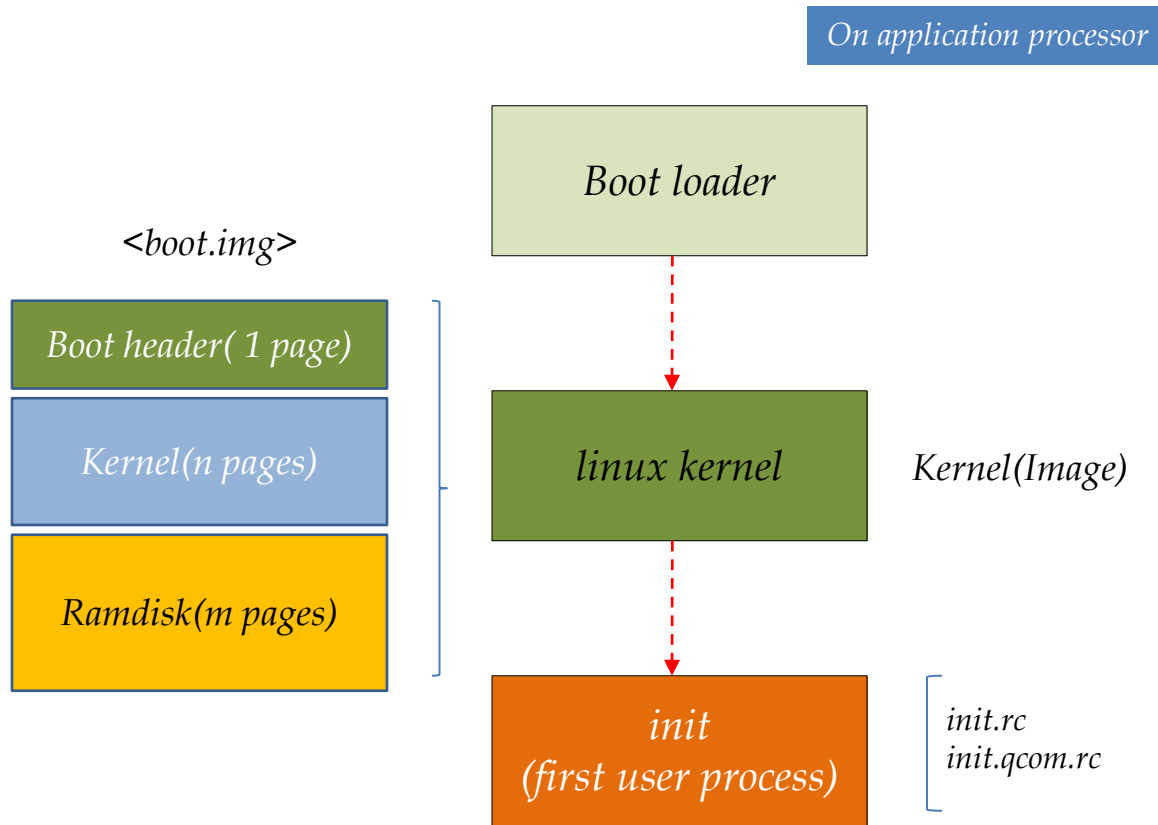 On application processor
Boot loader
<boot.img>
Boot header( 1 page)
Kernel(n pages)
Ramdisk(m pages)
linux kernel
Kernel(Image)
init
(first user process)
init.rc
init.qcom.rc